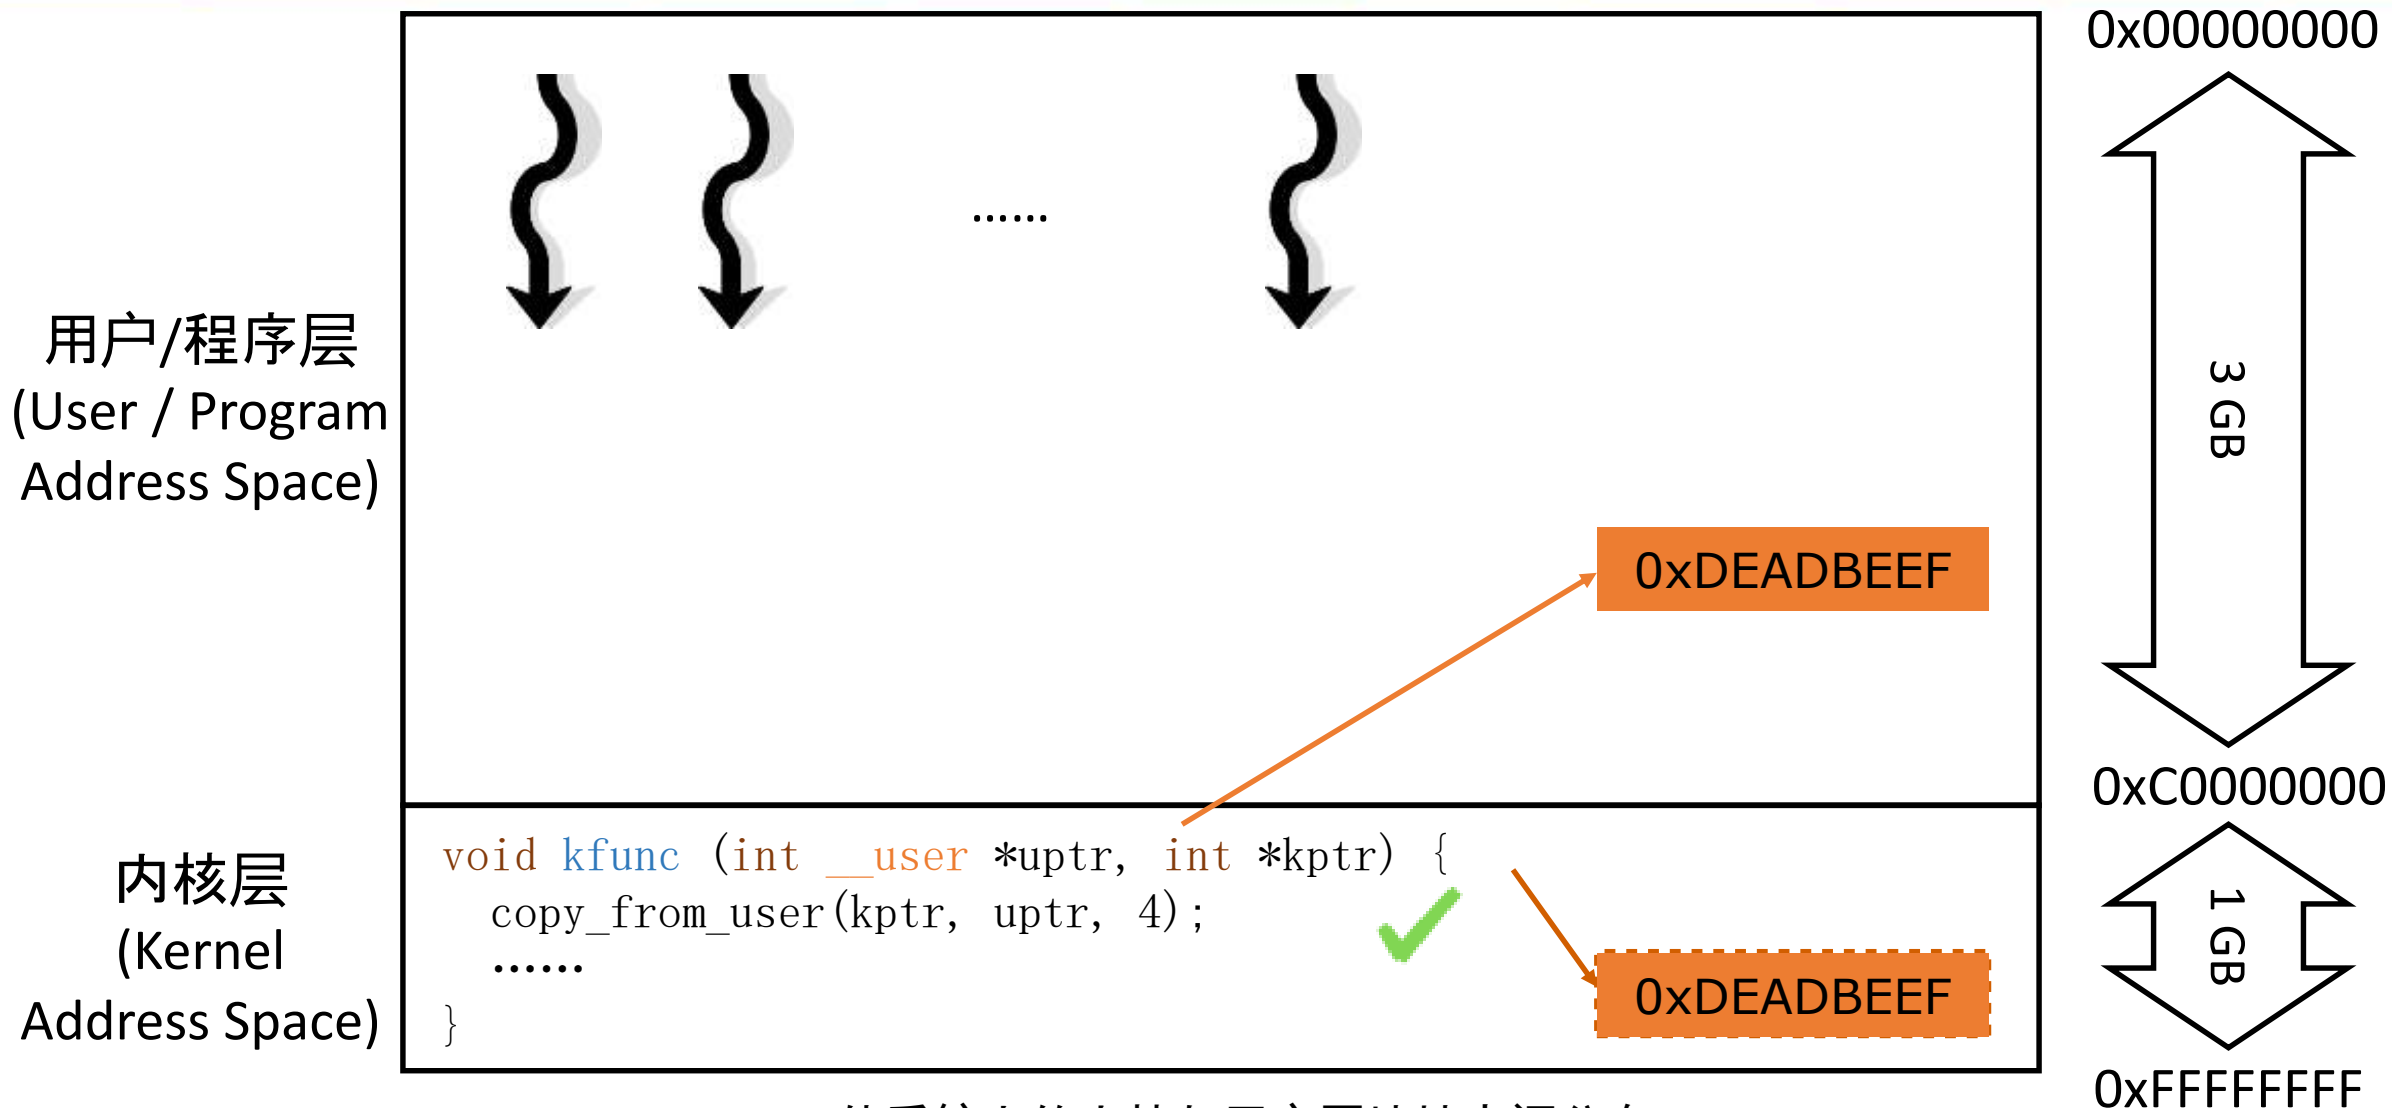 0x00000000
……
用户/程序层
(User / Program
Address Space)
3 GB
0xDEADBEEF
0xC0000000
void kfunc (int __user *uptr, int *kptr) {
copy_from_user(kptr, uptr, 4);
……
}
内核层
(Kernel
Address Space)
0xDEADBEEF
1 GB
0xFFFFFFFF